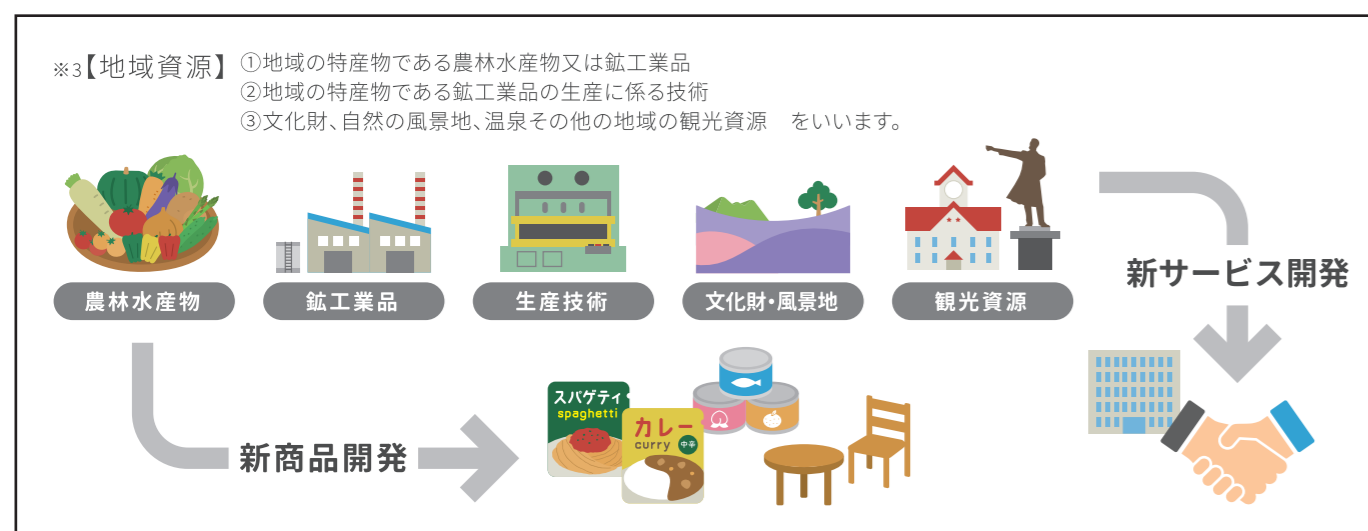 ※3【地域資源】 ①地域の特産物である農林水産物又は鉱工業品
②地域の特産物である鉱工業品の生産に係る技術
③文化財、自然の風景地、温泉その他の地域の観光資源　をいいます。
農林水産物
鉱工業品
生産技術
文化財・風景地
観光資源
新サービス開発
新商品開発
スパゲティ
spaghetti
カレー
curry 中辛